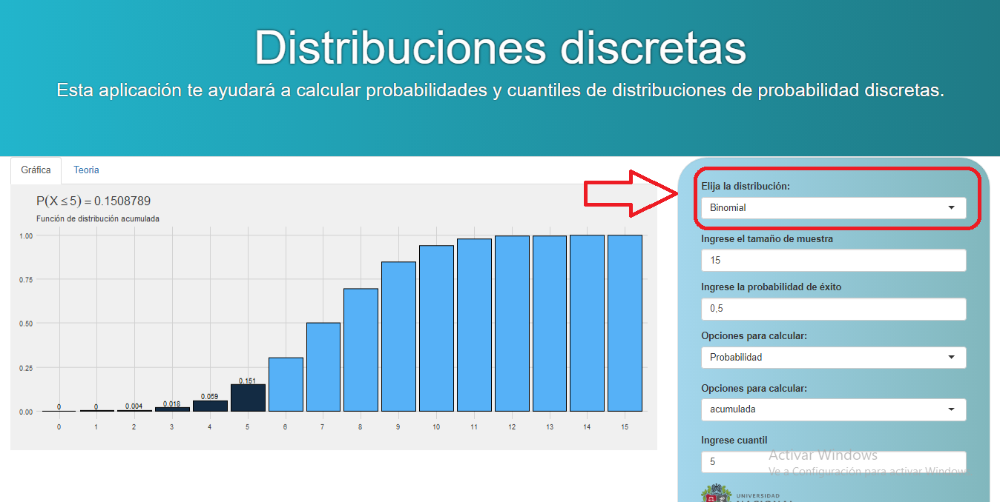 Distribuciones discretas
Esta aplicación te ayudará a calcular probabilidades y cuantiles de distribuciones de probabilidad discretas.
Gráfica
Teoria
P(X ≤ 5) = 0.1508789
Función de distribución acumulada
1.00
0.75
0.50
0.25
0.00
0 0 0.004 0.018 0.059 0.151
0 1 2 3 4 5 6 7 8 9 10 11 12 13 14 15
Elija la distribución:
Binomial
Ingrese el tamaño de muestra
15
Ingrese la probabilidad de éxito
0,5
Opciones para calcular:
Probabilidad
Opciones para calcular:
acumulada
Ingrese cuantil
5
Activar Windows
Ve a Configuración para activar Window
UNIVERSIDAD
NACIONAL